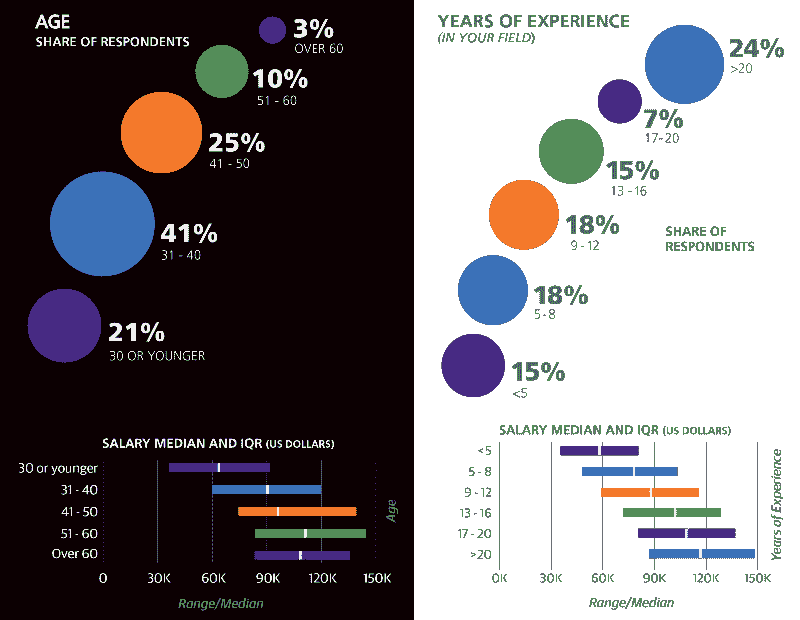 AGE
SHARE OF RESPONDENTS
3%
OVER 60
10%
51 - 60
25%
41 - 50
41%
31 - 40
21%
30 OR YOUNGER
SALARY MEDIAN AND IQR (US DOLLARS)
30 or younger
31 - 40
41 - 50
51 - 60
Over 60
Age
0 30K 60K 90K 120K 150K
Range/Median
YEARS OF EXPERIENCE
(IN YOUR FIELD)
24%
>20
7%
17-20
15%
13 - 16
18%
9 - 12
SHARE OF
RESPONDENTS
18%
5-8
15%
<5
SALARY MEDIAN AND IQR (US DOLLARS)
<5
5 - 8
9 - 12
13 - 16
17 - 20
>20
Years of Experience
0K 30K 60K 90K 120K 150K
Range/Median